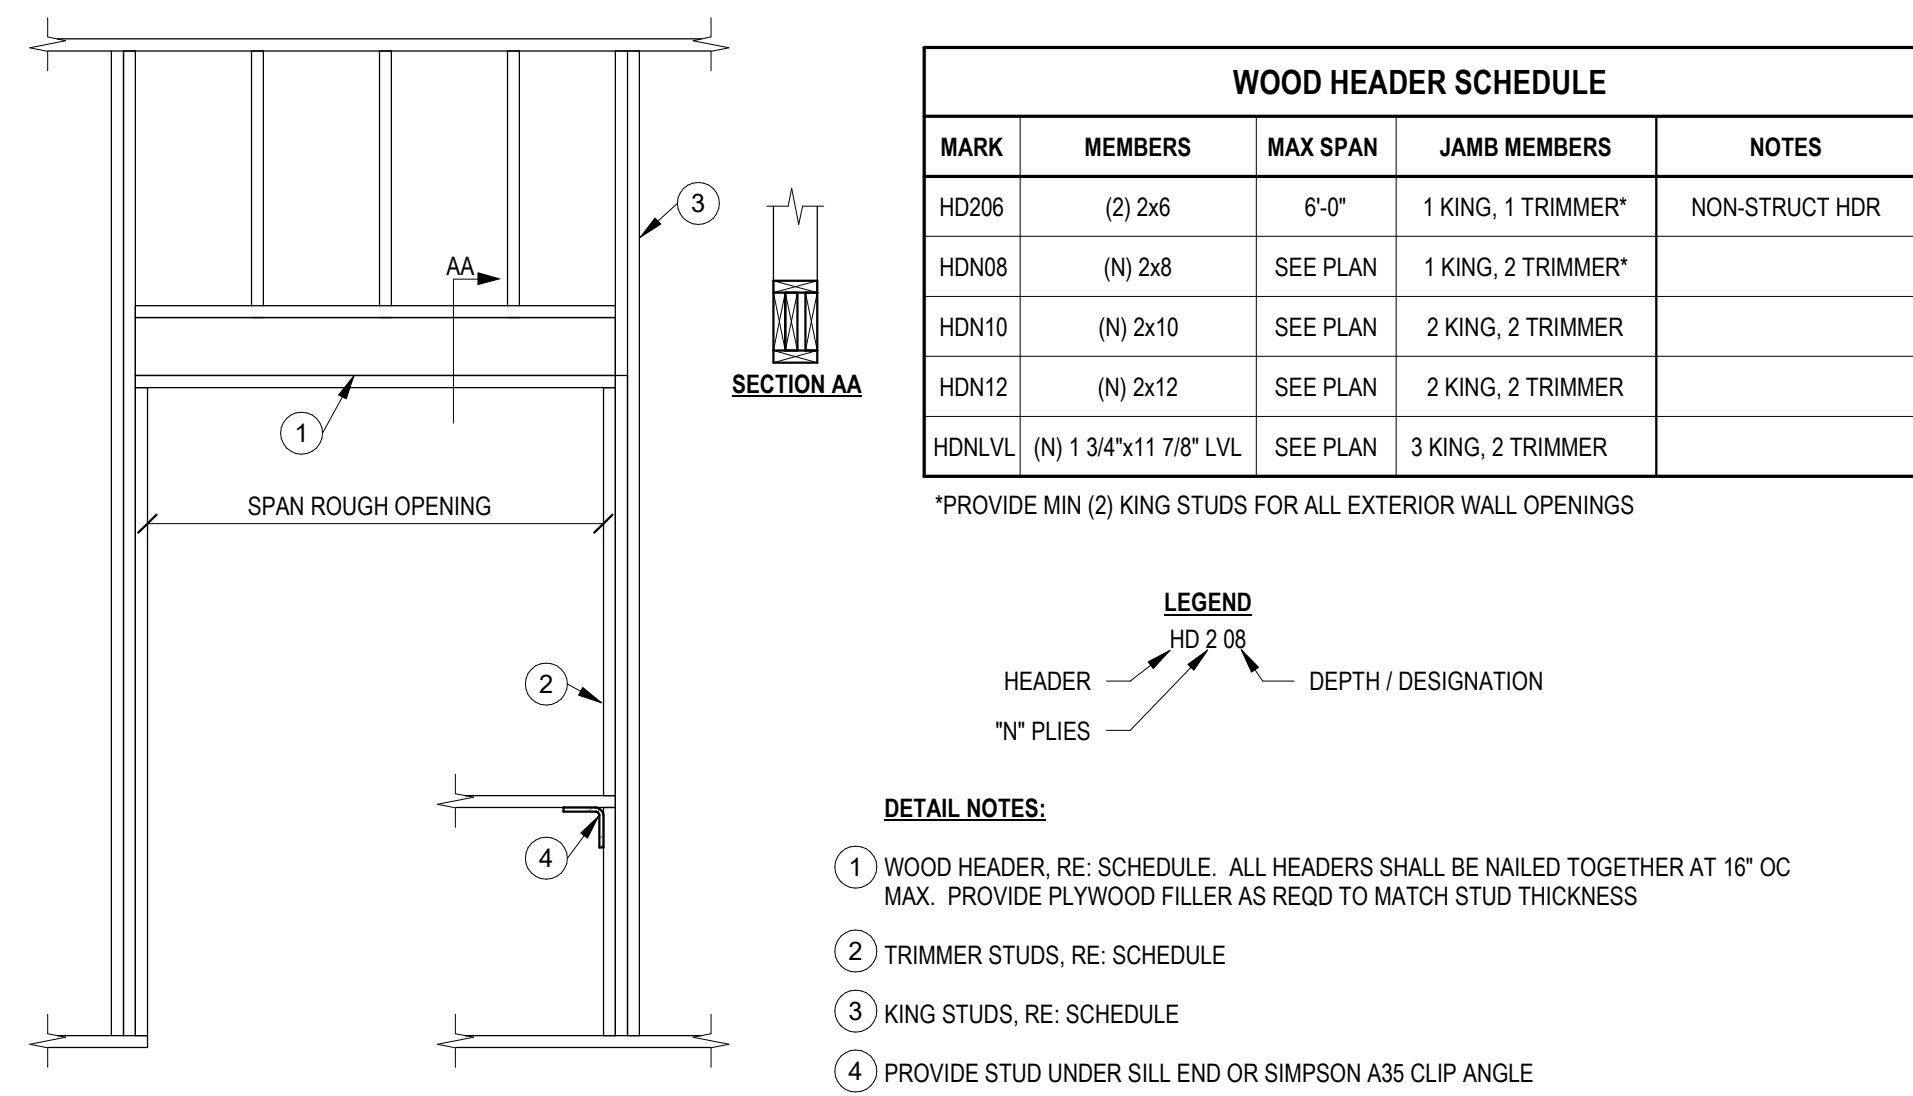 AA
3
1
SPAN ROUGH OPENING
2
4
SECTION AA
WOOD HEADER SCHEDULE
MARK MEMBERS MAX SPAN JAMB MEMBERS NOTES
HD206 (2) 2x6 6'-0" 1 KING, 1 TRIMMER* NON-STRUCT HDR
HDN08 (N) 2x8 SEE PLAN 1 KING, 2 TRIMMER*
HDN10 (N) 2x10 SEE PLAN 2 KING, 2 TRIMMER
HDN12 (N) 2x12 SEE PLAN 2 KING, 2 TRIMMER
HDNLVL (N) 1 3/4"x11 7/8" LVL SEE PLAN 3 KING, 2 TRIMMER
*PROVIDE MIN (2) KING STUDS FOR ALL EXTERIOR WALL OPENINGS
LEGEND
HD 2 08
HEADER DEPTH / DESIGNATION
"N" PLIES
DETAIL NOTES:
1 WOOD HEADER, RE: SCHEDULE. ALL HEADERS SHALL BE NAILED TOGETHER AT 16" OC
MAX. PROVIDE PLYWOOD FILLER AS REQD TO MATCH STUD THICKNESS
2 TRIMMER STUDS, RE: SCHEDULE
3 KING STUDS, RE: SCHEDULE
4 PROVIDE STUD UNDER SILL END OR SIMPSON A35 CLIP ANGLE